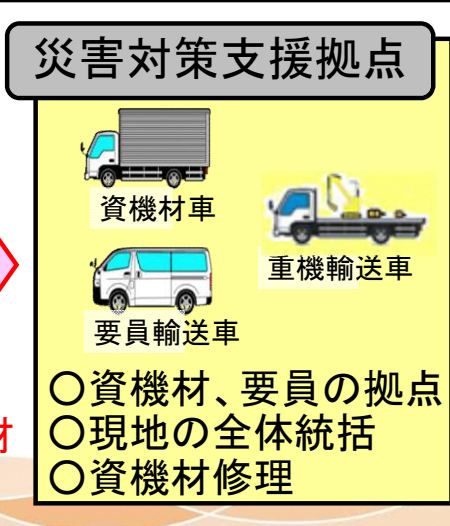 災害対策支援拠点
資機材車
重機輸送車
要員輸送車
○資機材、要員の拠点
○現地の全体統括
材
○資機材修理